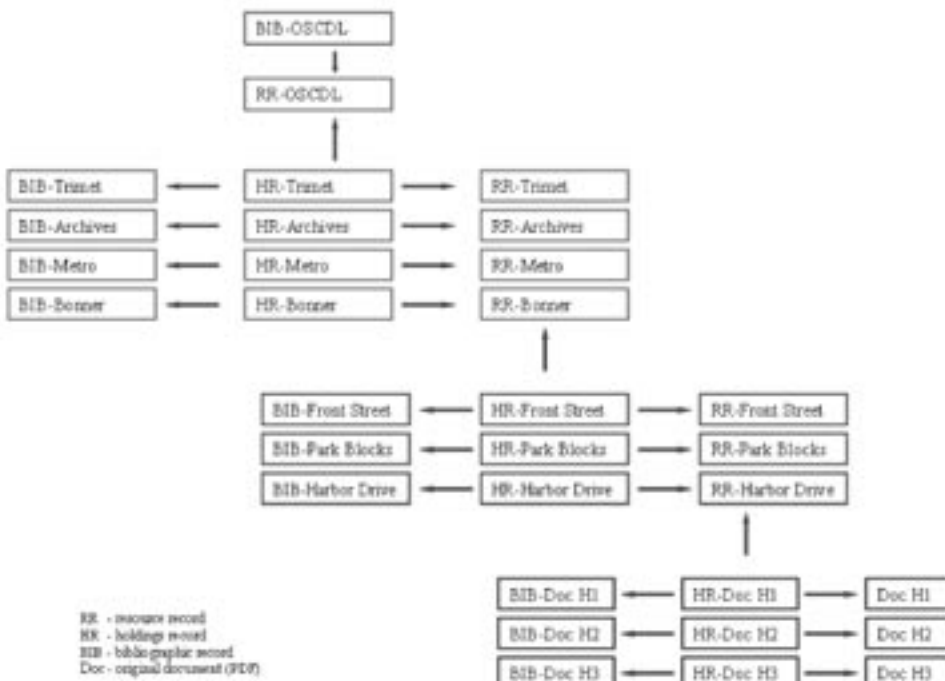 BIB-OSCDL
RR-OSCDL
BIB-Trimet HR-Trimet RR-Trimet
BIB-Archives HR-Archives RR-Archives
BIB-Metro HR-Metro RR-Metro
BIB-Bonner HR-Bonner RR-Bonner
BIB-Front Street HR-Front Street RR-Front Street
BIB-Park Blocks HR-Park Blocks RR-Park Blocks
BIB-Harbor Drive HR-Harbor Drive RR-Harbor Drive
BIB-Doc H1 HR-Doc H1 Doc H1
BIB-Doc H2 HR-Doc H2 Doc H2
BIB-Doc H3 HR-Doc H3 Doc H3
RR - resource record
HR - holdings record
BIB - bibliographic record
Doc - original document (PDF)